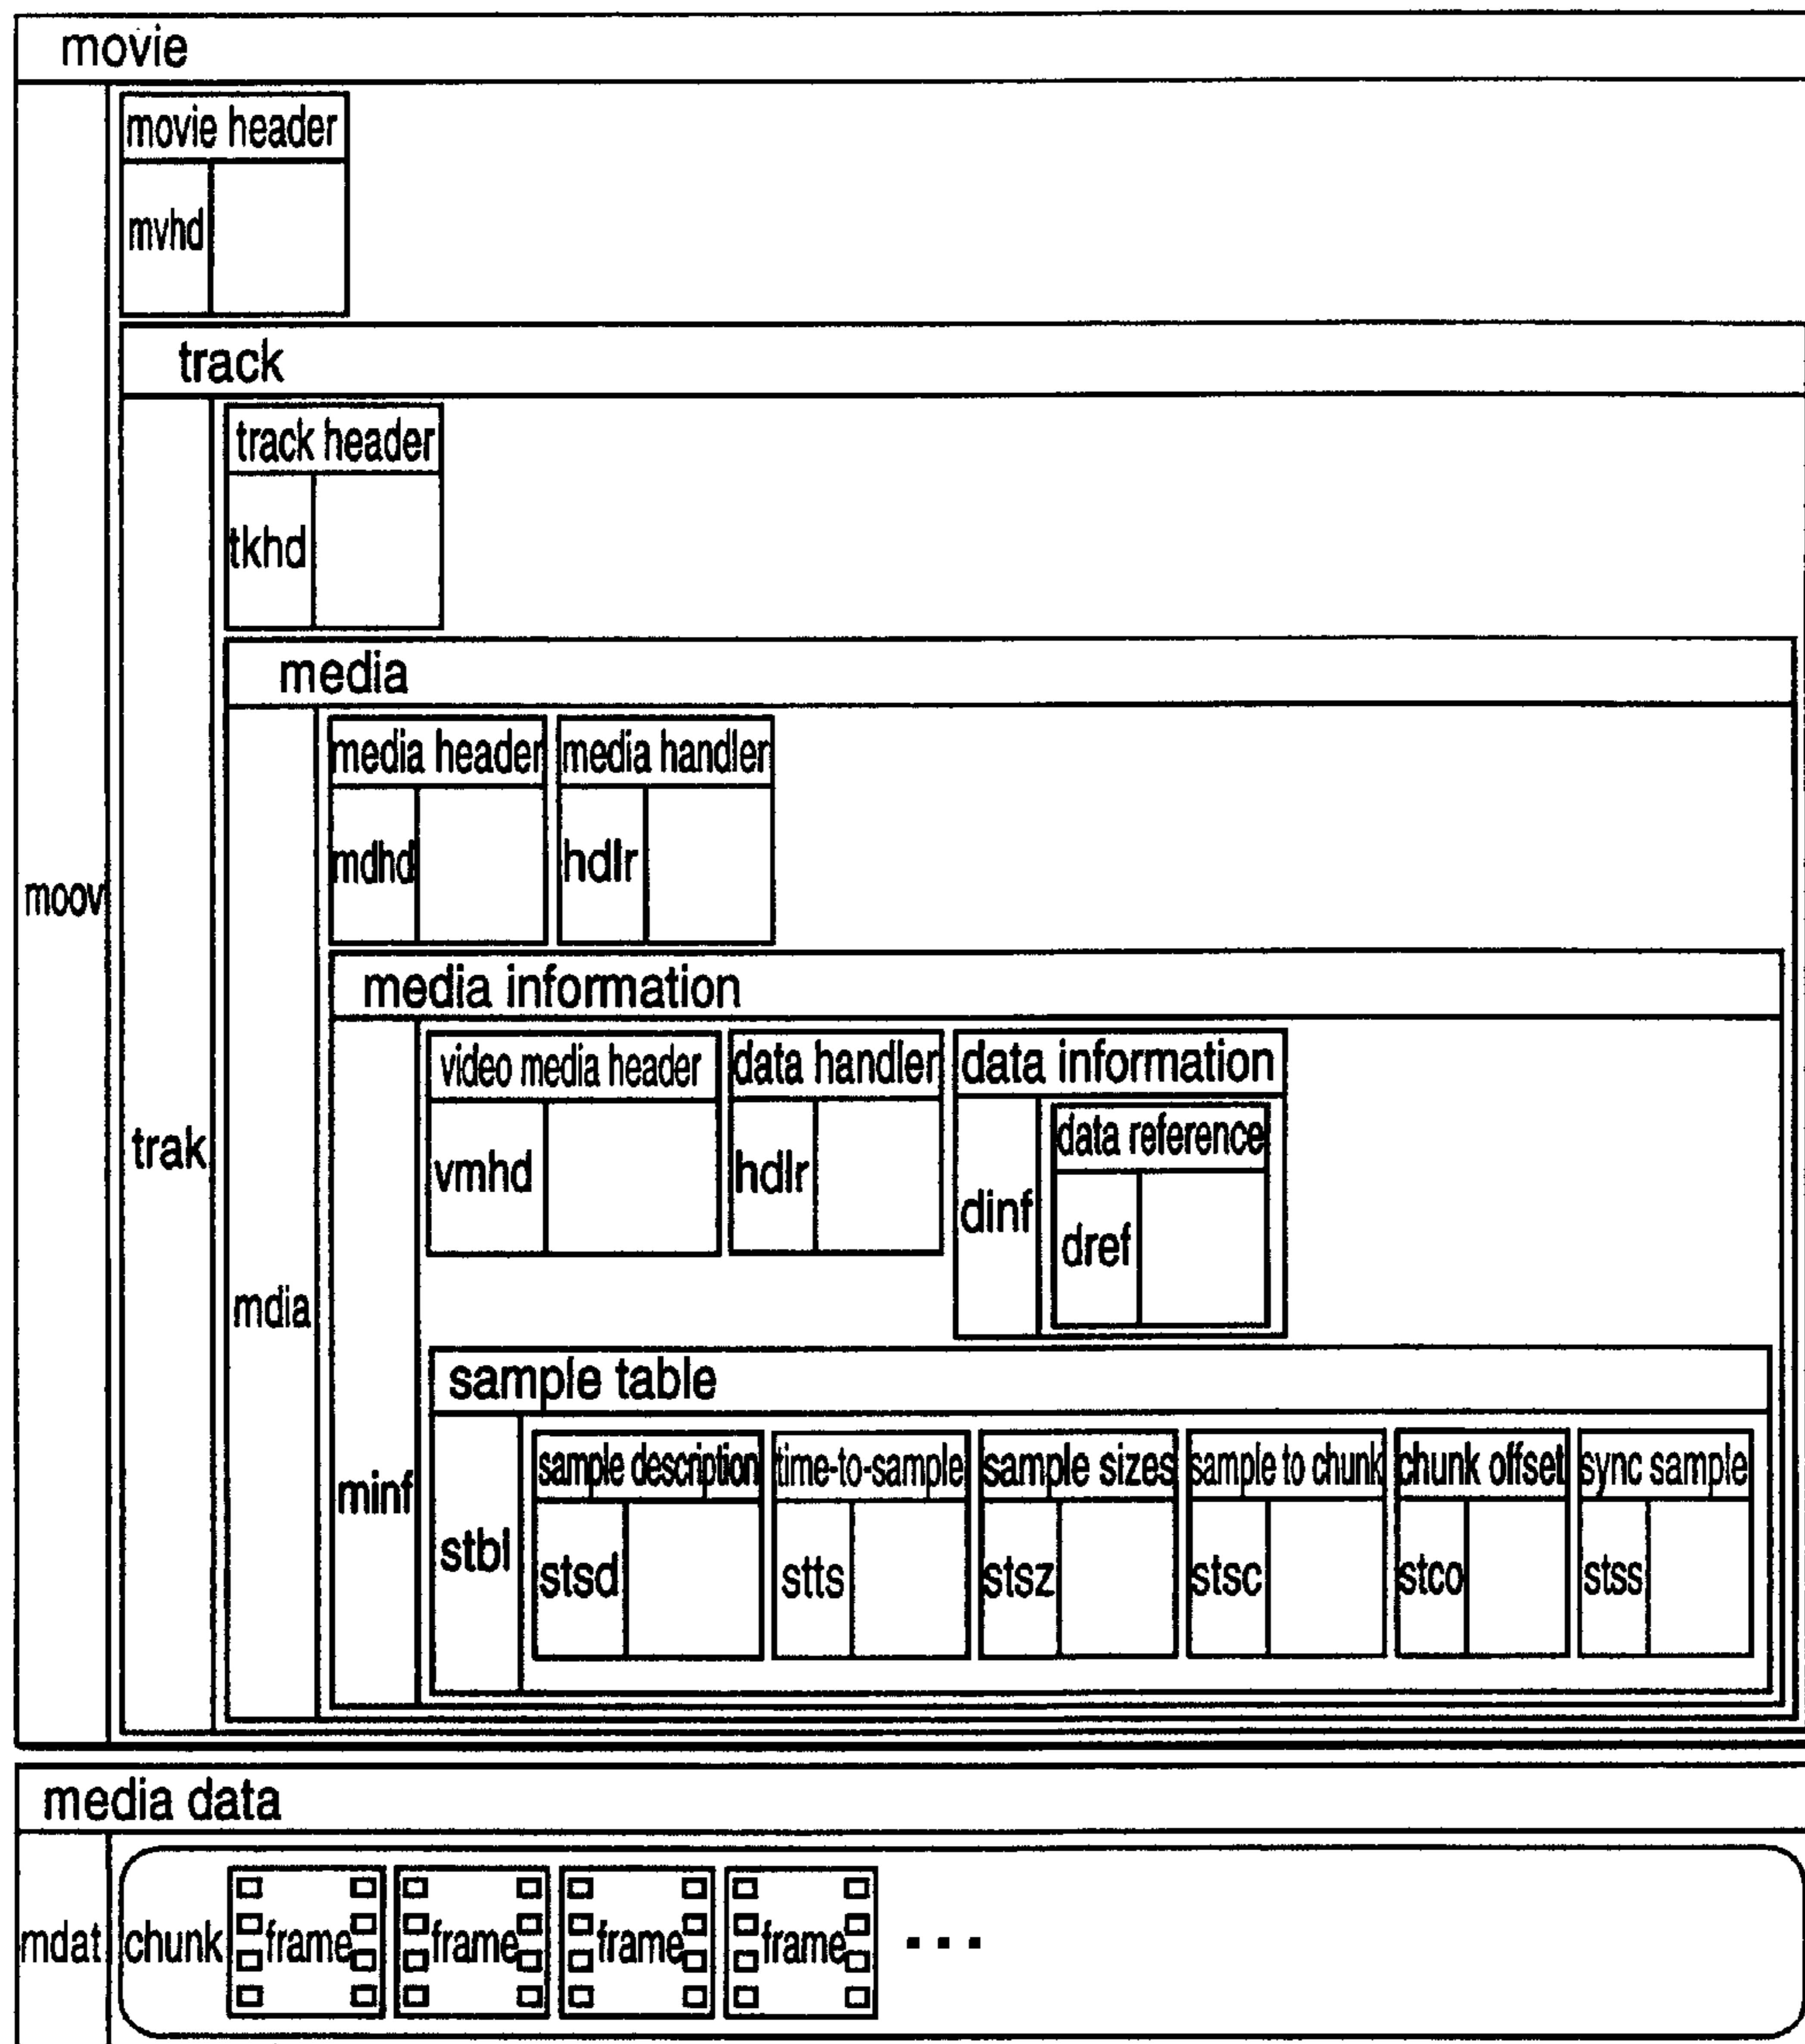 movie
movie header
mvhd
track
track header
tkhd
media
media header media handler
mdhd hdlr
moov
media information
video media header data handler data information
data reference
trak
vmhd hdlr
dinf
dref
mdia
sample table
sample description time-to-sample sample sizes sample to chunk chunk offset sync sample
minf
stbl
stsd stts stsz stsc stco stss
media data
mdat chunk frame frame frame frame ...